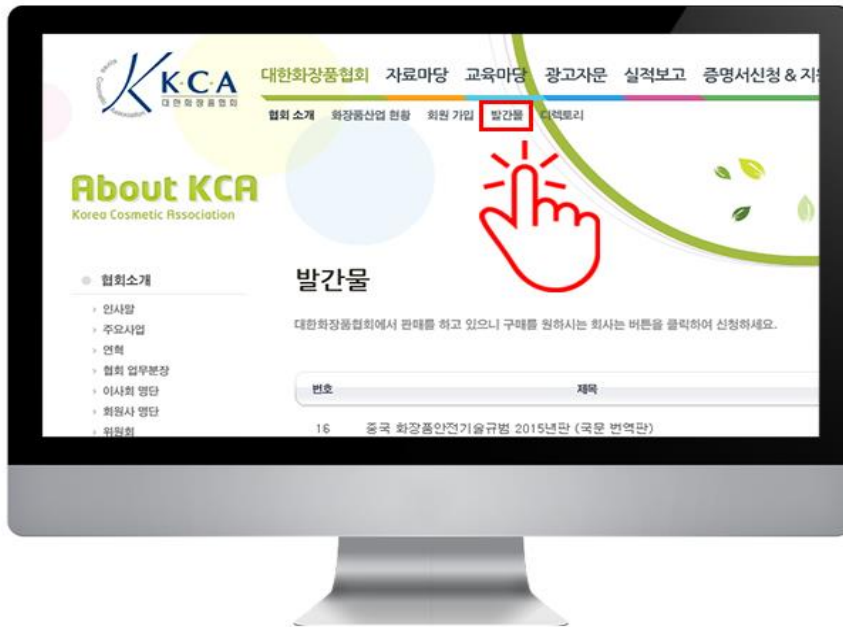 K·C·A
대한화장품협회
대한화장품협회 자료마당 교육마당 광고자문 실적보고 증명서신청 & 지원
협회 소개 화장품산업 현황 회원 가입 발간물 디렉토리
About KCA
Korea Cosmetic Association
협회소개
인사말
주요사업
연혁
협회 업무분장
이사회 명단
회원사 명단
위원회
발간물
대한화장품협회에서 판매를 하고 있으니 구매를 원하시는 회사는 버튼을 클릭하여 신청하세요.
번호 제목
16 중국 화장품안전기술규범 2015년판 (국문 번역판)